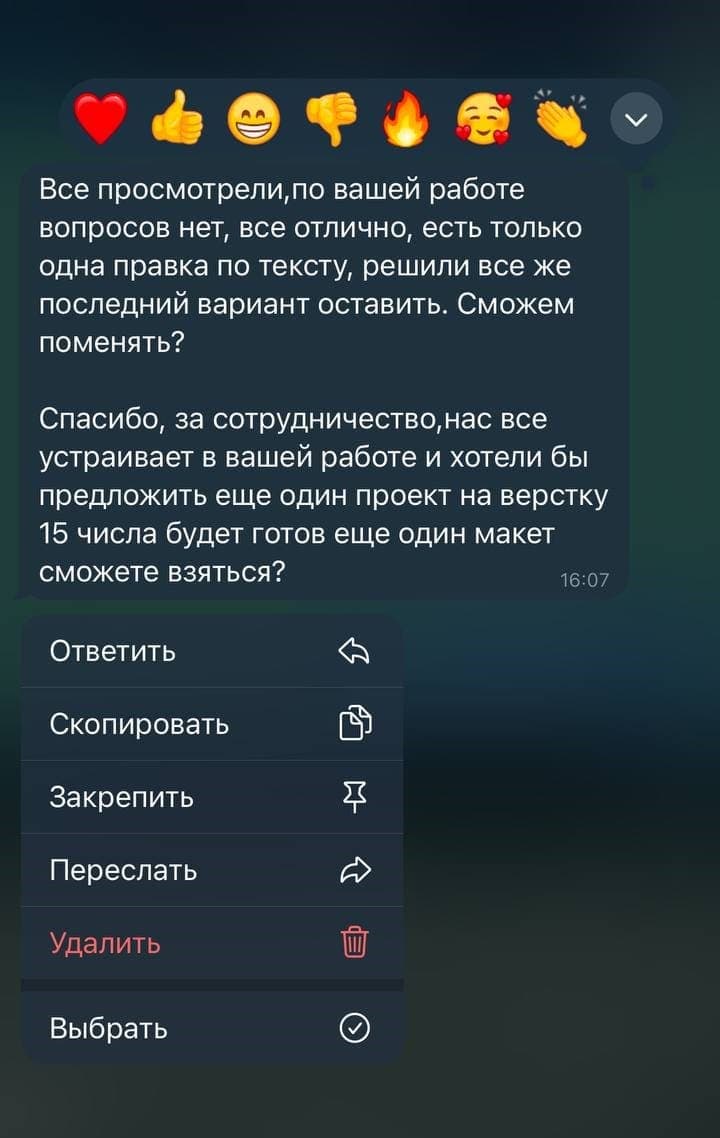 Все просмотрели,по вашей работе
вопросов нет, все отлично, есть только
одна правка по тексту, решили все же
последний вариант оставить. Сможем
поменять?
Спасибо, за сотрудничество,нас все
устраивает в вашей работе и хотели бы
предложить еще один проект на верстку
15 числа будет готов еще один макет
сможете взяться?
16:07
Ответить
Скопировать
Закрепить
Переслать
Удалить
Выбрать